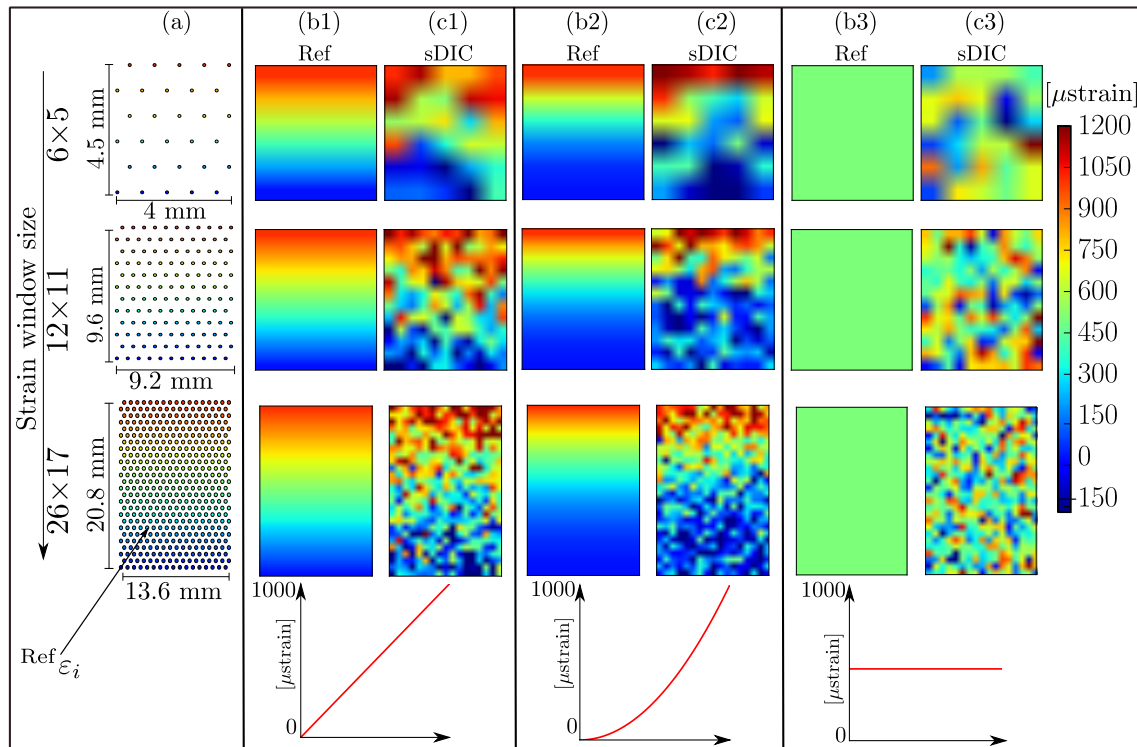 (a) (b1) (c1) (b2) (c2) (b3) (c3)
Ref sDIC Ref sDIC Ref sDIC
Strain window size
6×5
4.5 mm
4 mm
12×11
9.6 mm
9.2 mm
26×17
20.8 mm
13.6 mm
Ref εi
[μstrain]
1200
1050
900
750
600
450
300
150
0
150
1000
[μstrain]
0
1000
[μstrain]
0
1000
[μstrain]
0